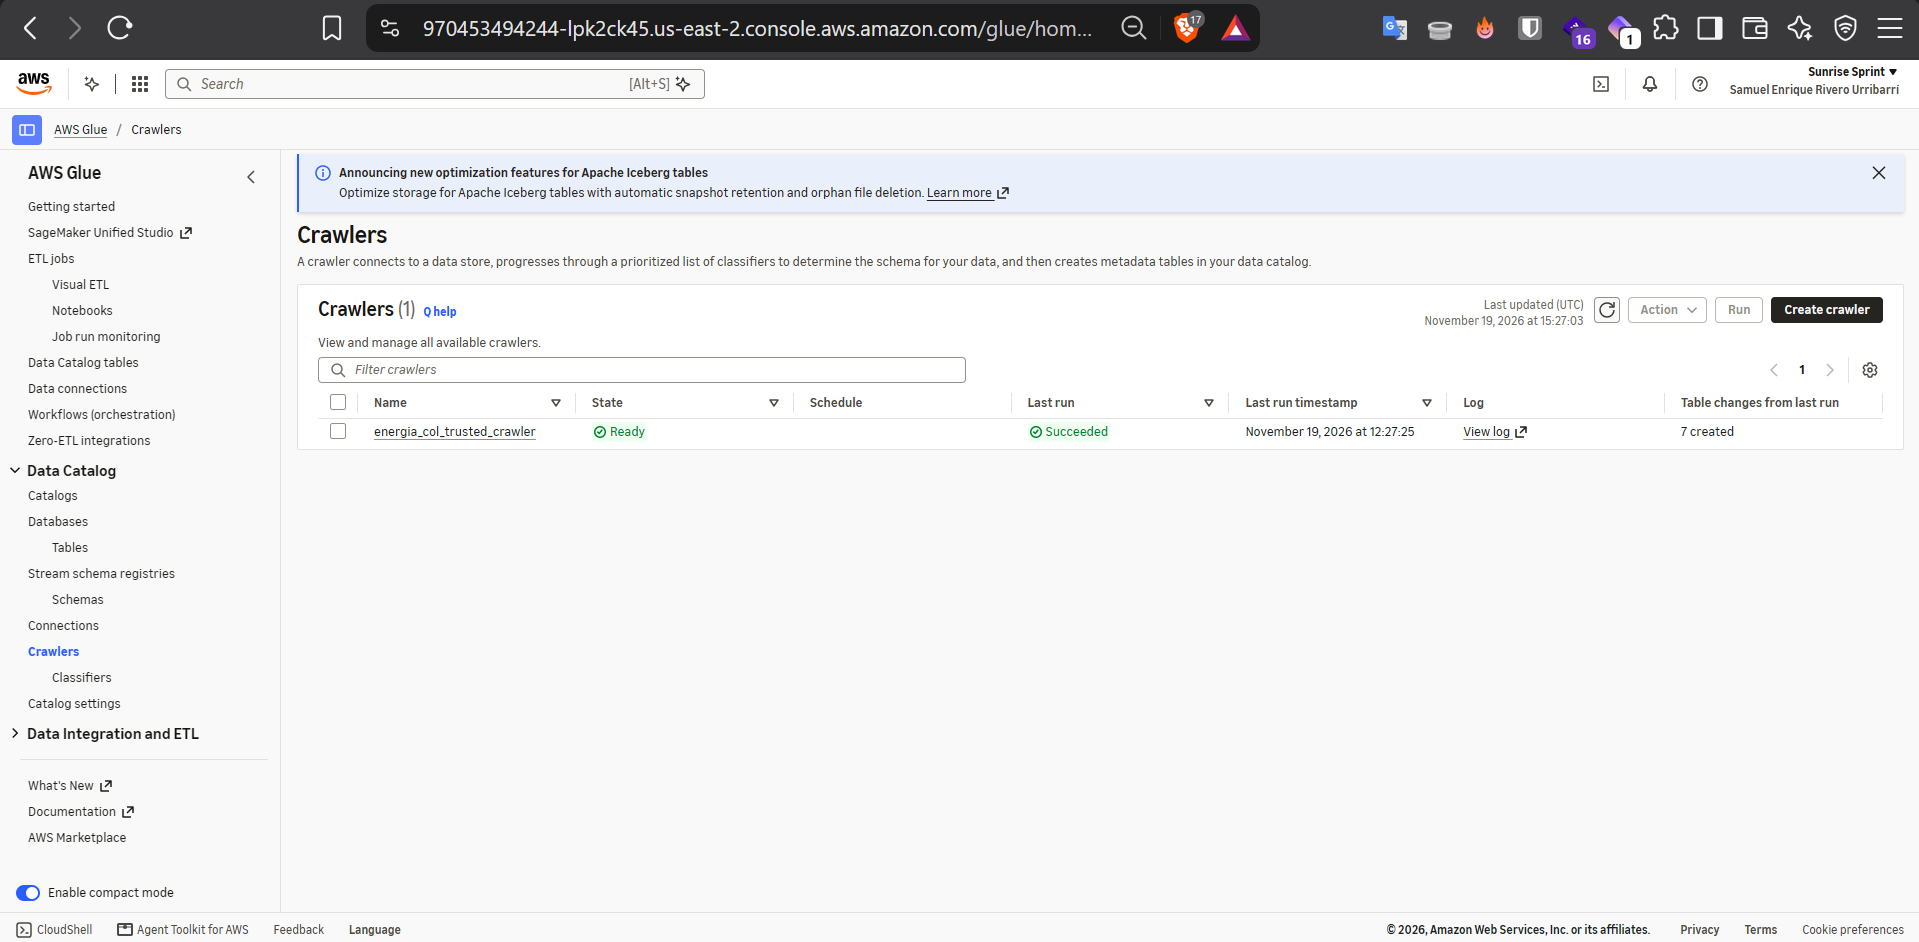 970453494244-lpk2ck45.us-east-2.console.aws.amazon.com/glue/hom...
17
16
1
aws
Search
[Alt+S]
Sunrise Sprint
Samuel Enrique Rivero Urribarrí
AWS Glue / Crawlers
AWS Glue
Getting started
SageMaker Unified Studio
ETL jobs
Visual ETL
Notebooks
Job run monitoring
Data Catalog tables
Data connections
Workflows (orchestration)
Zero-ETL integrations
Data Catalog
Catalogs
Databases
Tables
Stream schema registries
Schemas
Connections
Crawlers
Classifiers
Catalog settings
Data Integration and ETL
What's New
Documentation
AWS Marketplace
Enable compact mode
Announcing new optimization features for Apache Iceberg tables
Optimize storage for Apache Iceberg tables with automatic snapshot retention and orphan file deletion. Learn more
Crawlers
A crawler connects to a data store, progresses through a prioritized list of classifiers to determine the schema for your data, and then creates metadata tables in your data catalog.
Crawlers (1) Q help
Last updated (UTC)
November 19, 2026 at 15:27:03
Action
Run
Create crawler
View and manage all available crawlers.
Filter crawlers
1
Name State Schedule Last run Last run timestamp Log Table changes from last run
energia_col_trusted_crawler Ready Succeeded November 19, 2026 at 12:27:25 View log 7 created
CloudShell Agent Toolkit for AWS Feedback Language
© 2026, Amazon Web Services, Inc. or its affiliates. Privacy Terms Cookie preferences